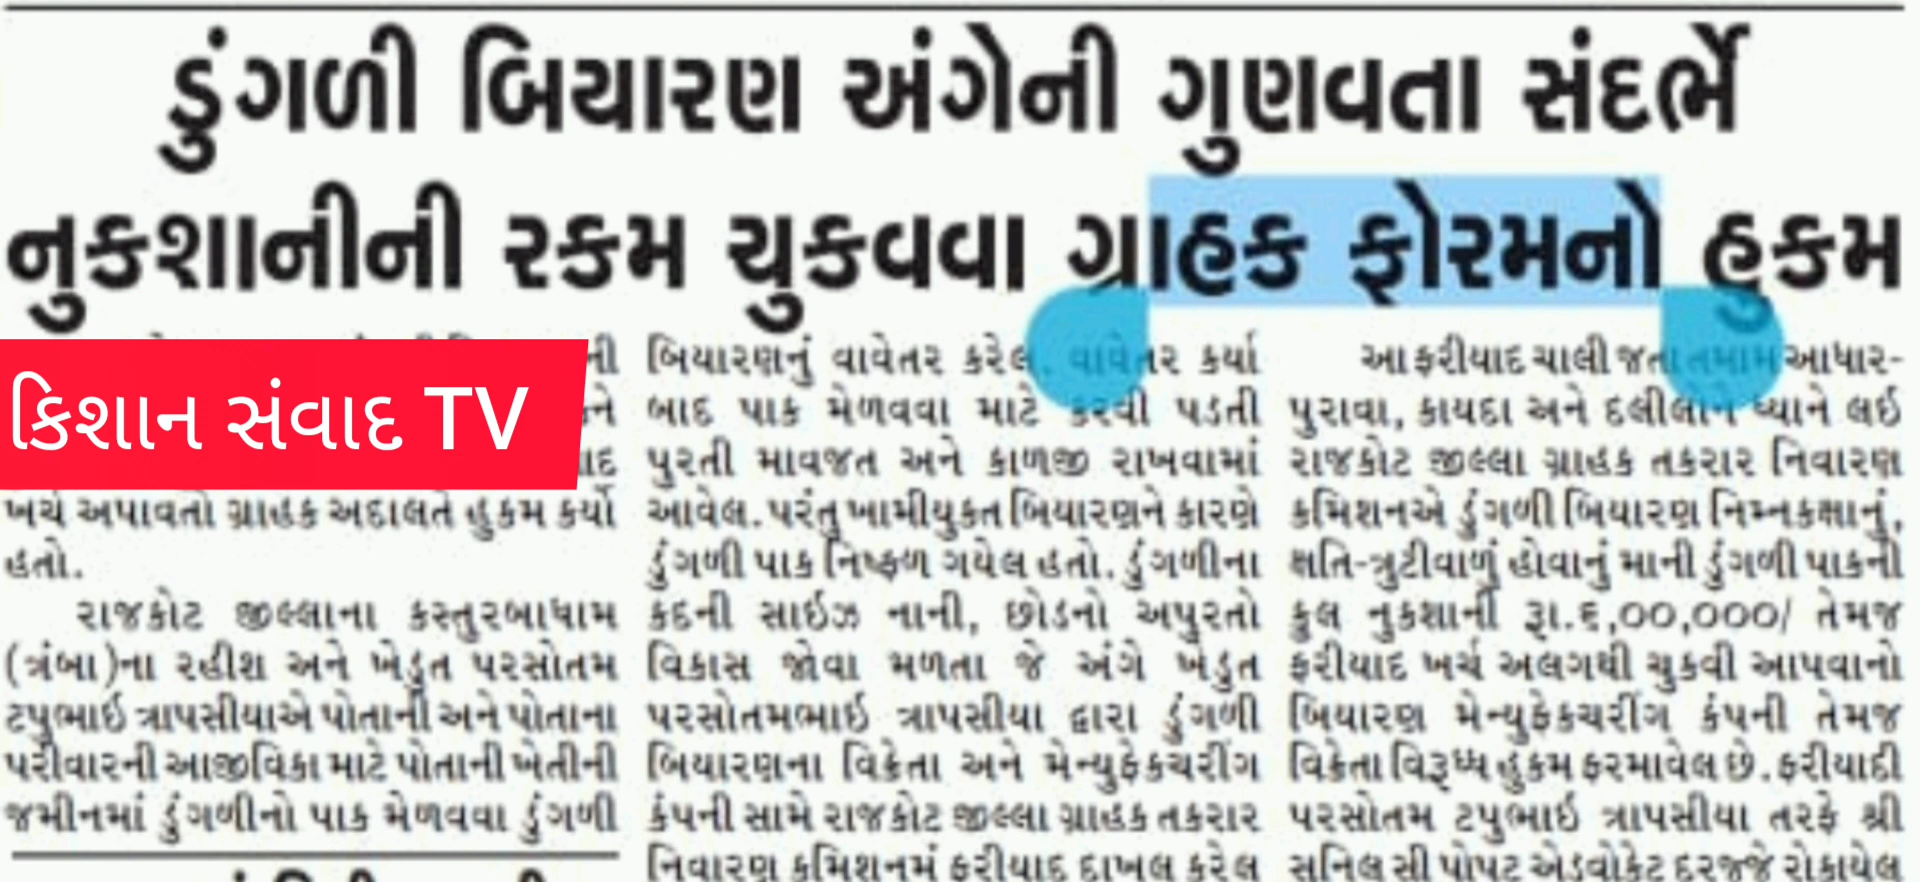 ડુંગળી બિયારણ અંગેની ગુણવતા સંદર્ભે
નુકશાનીની રકમ ચુકવવા ગ્રાહક ફોરમનો હુકમ
કિશાન સંવાદ TV
ખર્ચ અપાવતો ગ્રાહક અદાલતે હુકમ કર્યો
હતો.
રાજકોટ જીલ્લાના કસ્તુરબાધામ
(ત્રંબા)ના રહીશ અને ખેડુત પરસોતમ
ટપુભાઈ ત્રાપસીયાએ પોતાની અને પોતાના
પરીવારની આજીવિકા માટે પોતાની ખેતીની
જમીનમાં ડુંગળીનો પાક મેળવવા ડુંગળી
બિયારણનું વાવેતર કરેલ. વાવેતર કર્યા
બાદ પાક મેળવવા માટે કરવી પડતી
પુરતી માવજત અને કાળજી રાખવામાં
આવેલ. પરંતુ ખામીયુકત બિયારણને કારણે
ડુંગળી પાક નિષ્ફળ ગયેલ હતો. ડુંગળીના
કદની સાઈઝ નાની, છોડનો અપુરતો
વિકાસ જોવા મળતા જે અંગે ખેડુત
પરસોતમભાઈ ત્રાપસીયા દ્વારા ડુંગળી
બિયારણના વિક્રેતા અને મેન્યુફેકચરીંગ
કંપની સામે રાજકોટ જીલ્લા ગ્રાહક તકરાર
નિવારણ કમિશનમં ફરીયાદ દાખલ કરેલ
આ ફરીયાદ ચાલી જતા તમામ આધાર-
પુરાવા, કાયદા અને દલીલોને ધ્યાને લઈ
રાજકોટ જીલ્લા ગ્રાહક તકરાર નિવારણ
કમિશનએ ડુંગળી બિયારણ નિમ્નકક્ષાનું,
ક્ષતિ-ત્રુટીવાળું હોવાનું માની ડુંગળી પાકની
કુલ નુકશાની રૂા.૬,૦૦,૦૦૦/ તેમજ
ફરીયાદ ખર્ચ અલગથી ચુકવી આપવાનો
બિયારણ મેન્યુફેકચરીંગ કંપની તેમજ
વિક્રેતા વિરૂધ્ધ હુંકમ ફરમાવેલ છે. ફરીયાદી
પરસોતમ ટપુભાઈ ત્રાપસીયા તરફે શ્રી
સુનિલ સી પોપટ એડવોકેટ દરજજે રોકાયેલ